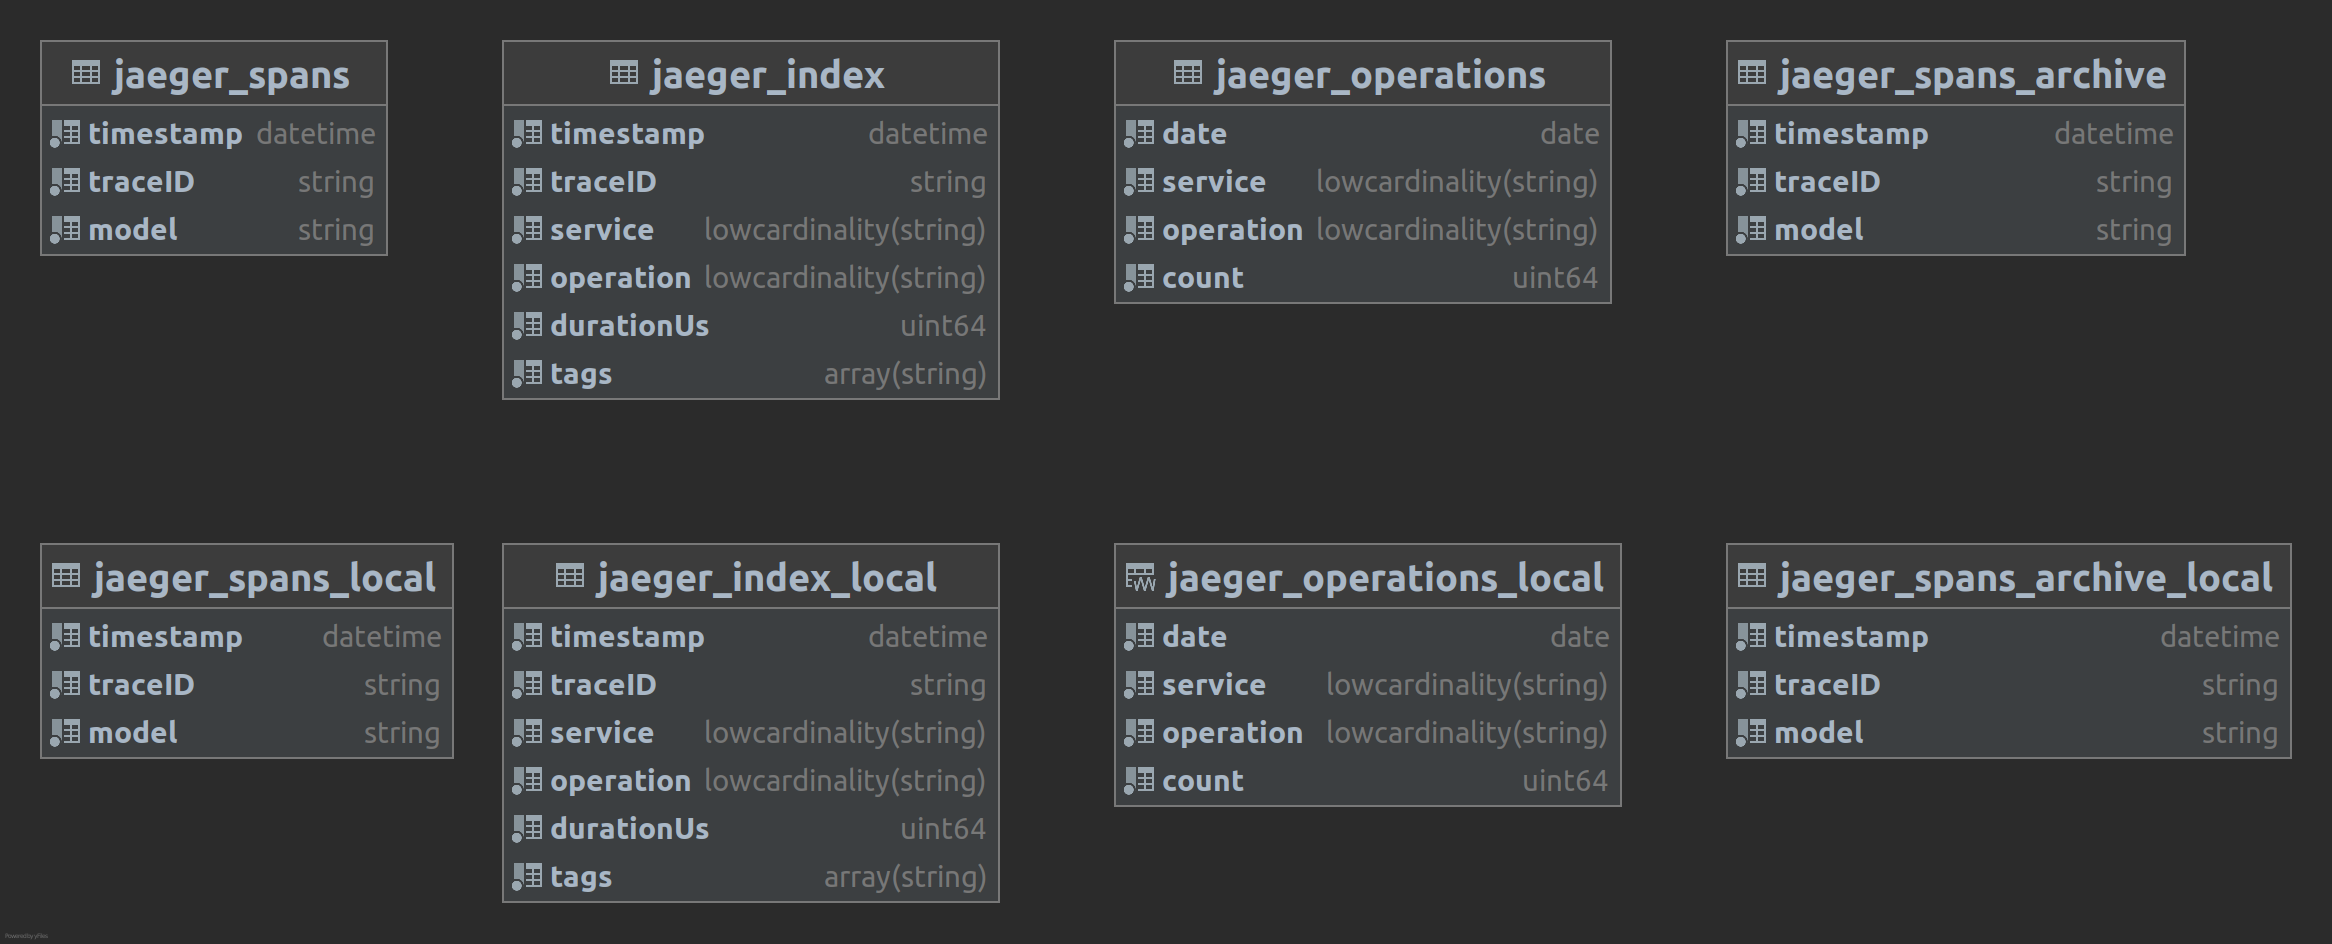 jaeger_spans
timestamp datetime
traceID string
model string
jaeger_index
timestamp datetime
traceID string
service lowcardinality(string)
operation lowcardinality(string)
durationUs uint64
tags array(string)
jaeger_operations
date date
service lowcardinality(string)
operation lowcardinality(string)
count uint64
jaeger_spans_archive
timestamp datetime
traceID string
model string
jaeger_spans_local
timestamp datetime
traceID string
model string
jaeger_index_local
timestamp datetime
traceID string
service lowcardinality(string)
operation lowcardinality(string)
durationUs uint64
tags array(string)
jaeger_operations_local
date date
service lowcardinality(string)
operation lowcardinality(string)
count uint64
jaeger_spans_archive_local
timestamp datetime
traceID string
model string
Powered by yFiles